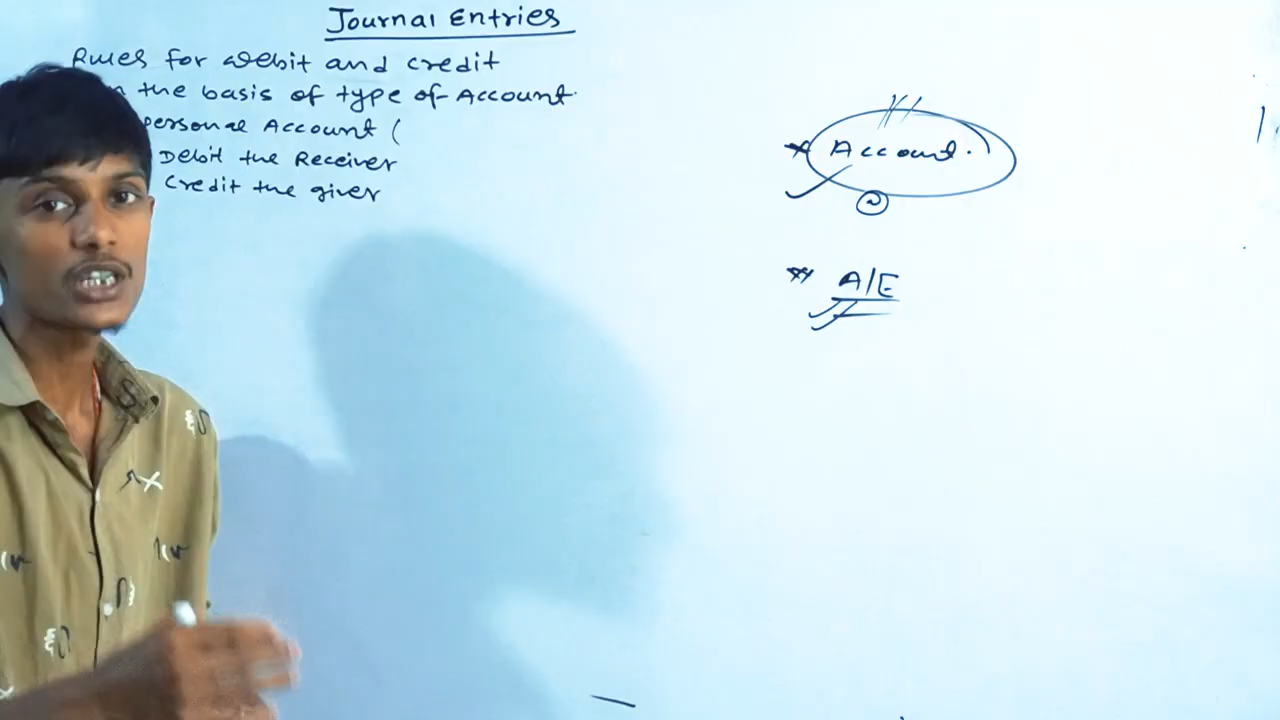 Journal Entries
Rules for Debit and credit
the basis of type of Account.
personal Account (
Debit the Receiver
Credit the giver
Account.
A/E